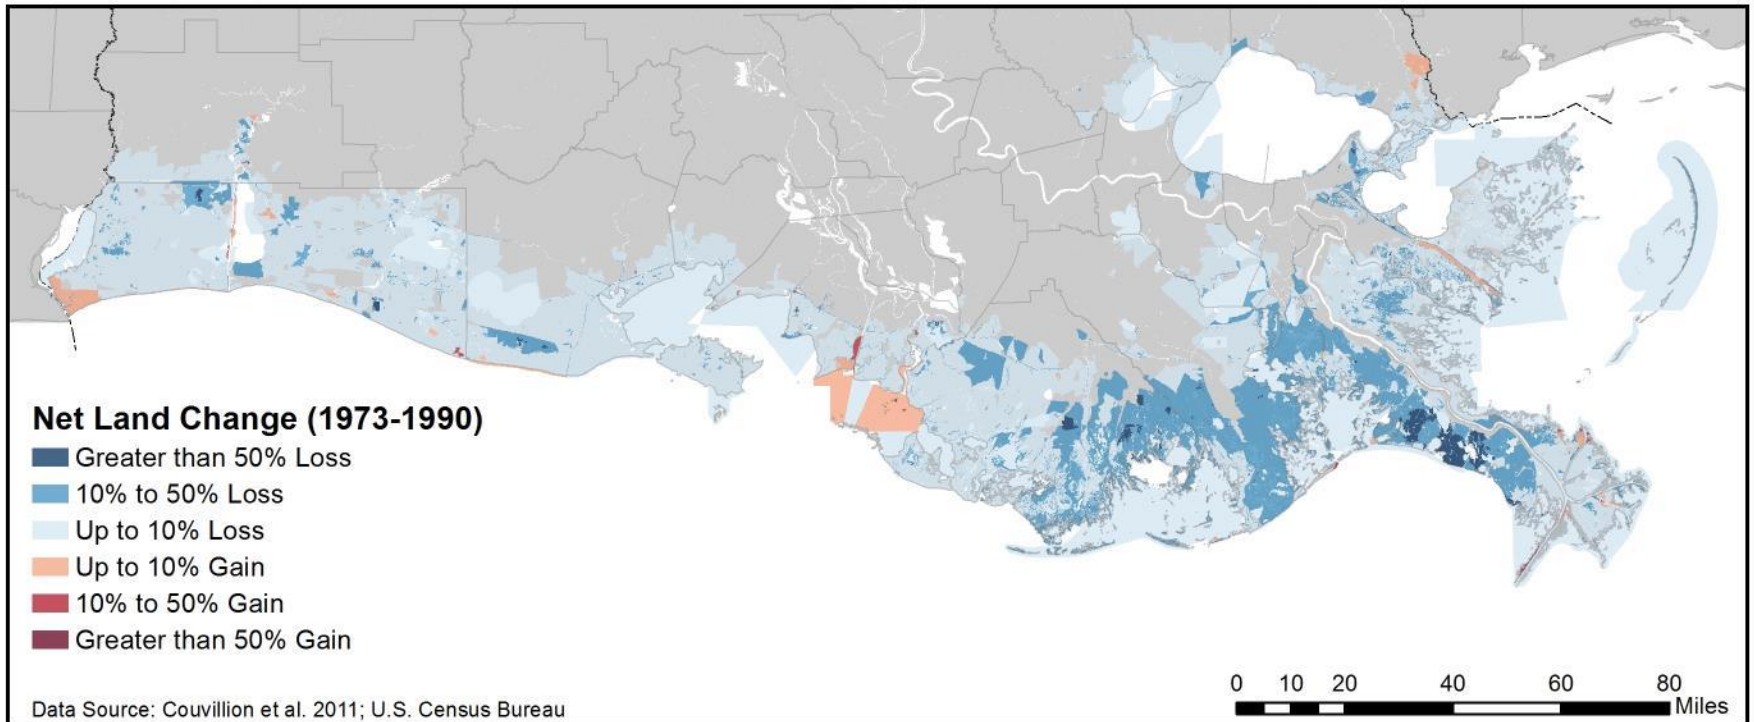 Net Land Change (1973-1990)
Greater than 50% Loss
10% to 50% Loss
Up to 10% Loss
Up to 10% Gain
10% to 50% Gain
Greater than 50% Gain
Data Source: Couvillion et al. 2011; U.S. Census Bureau
0 10 20 40 60 80
Miles